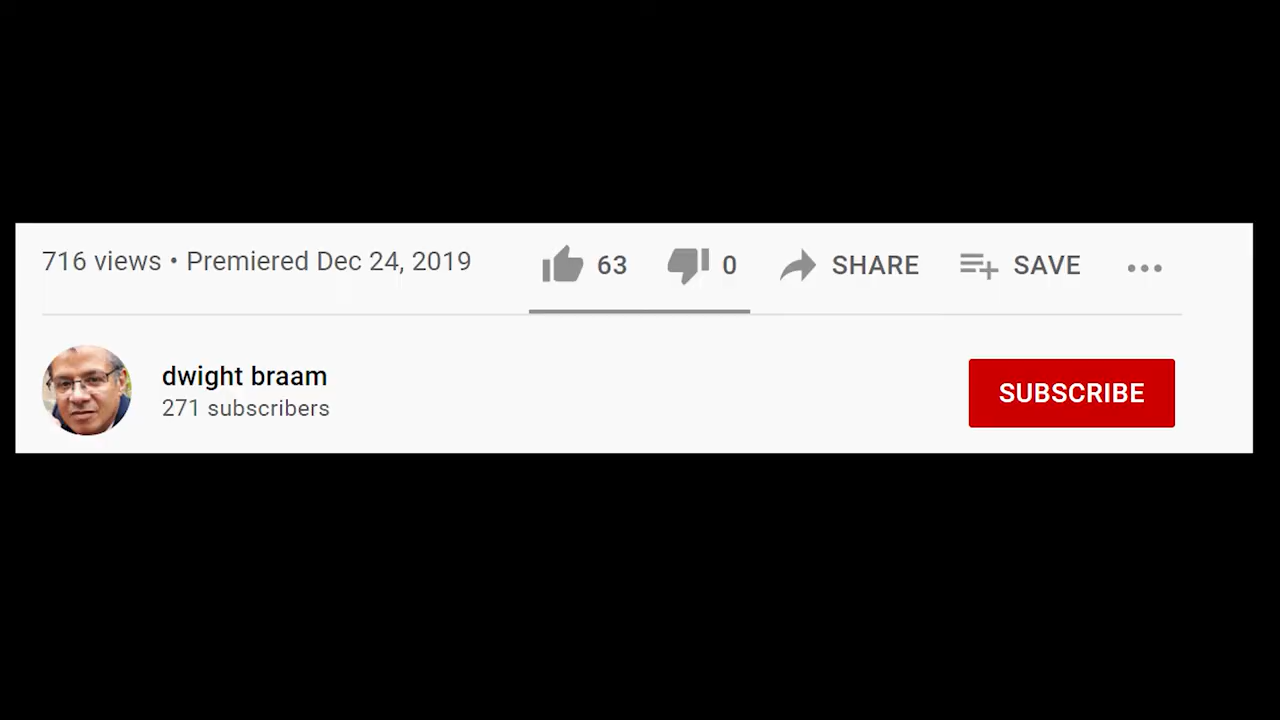 716 views • Premiered Dec 24, 2019 63 0 SHARE SAVE
dwight braam
271 subscribers
SUBSCRIBE